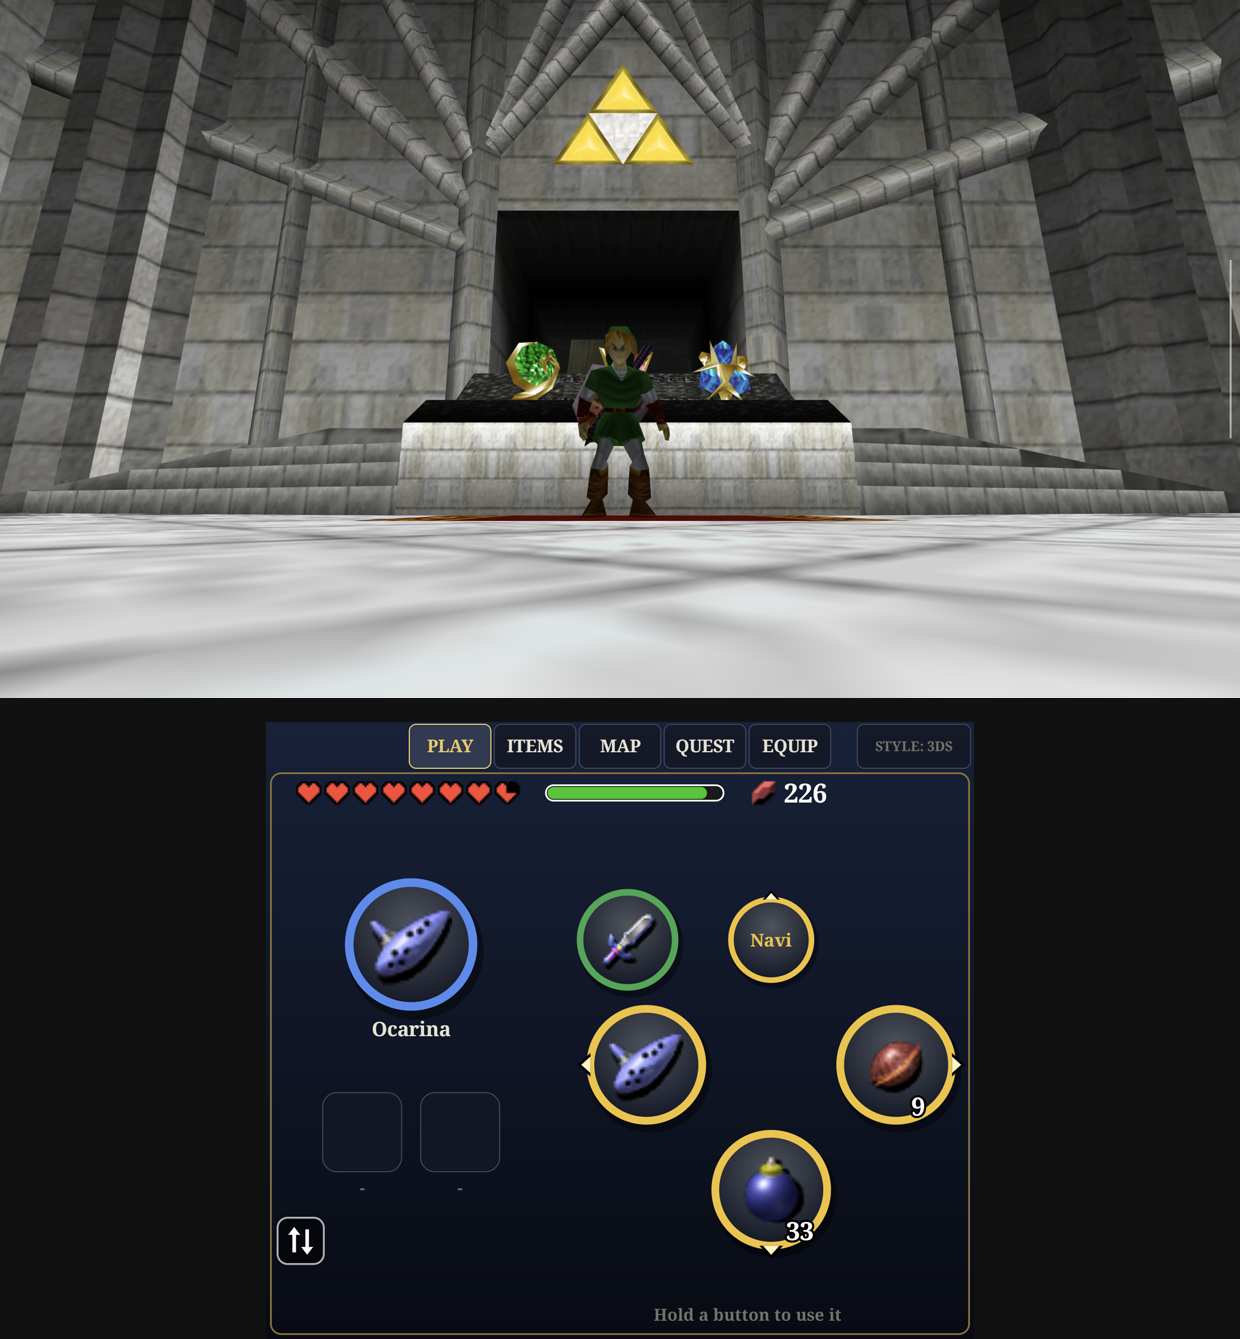 PLAY ITEMS MAP QUEST EQUIP STYLE: 3DS
226
Navi
Ocarina
9
- -
33
Hold a button to use it